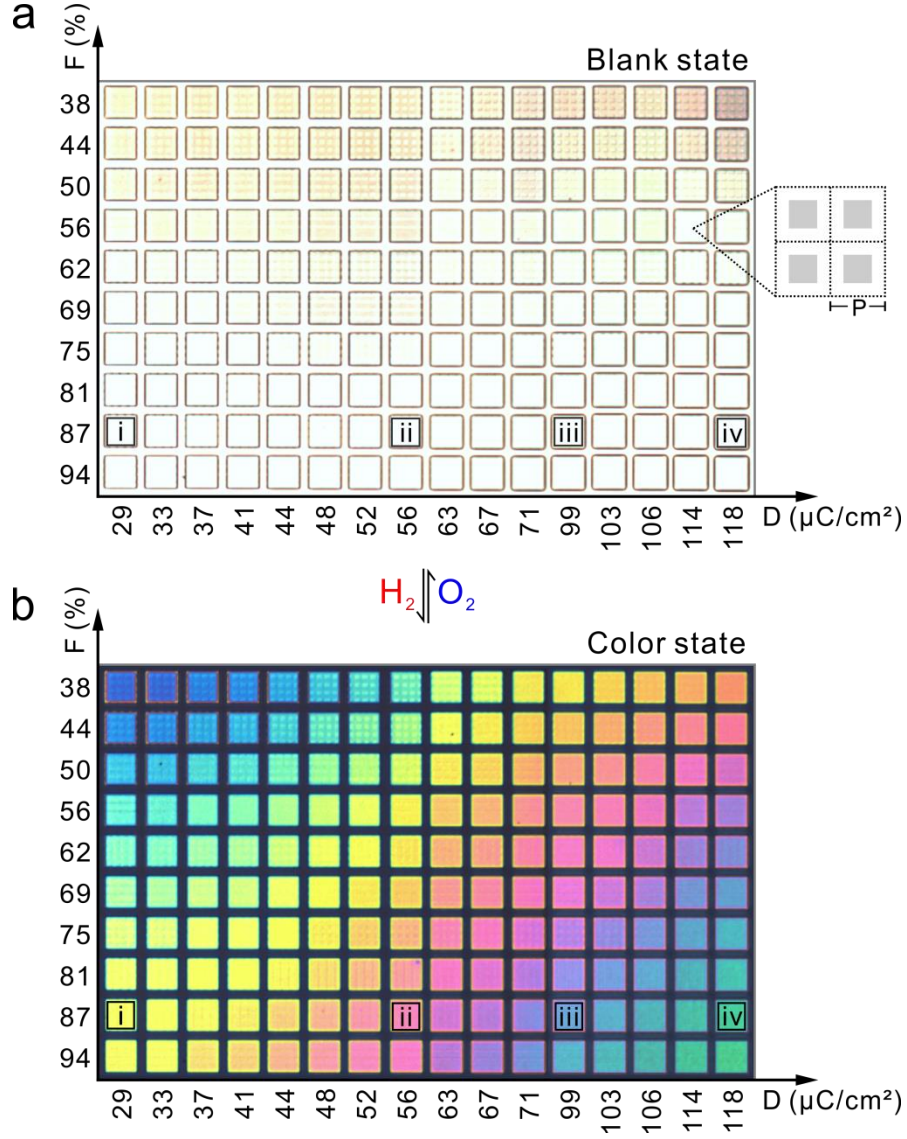 a
F (%)
Blank state
38
44
50
56
62
69
75
81
87
94
i ii iii iv
P
29 33 37 41 44 48 52 56 63 67 71 99 103 106 114 118 D (µC/cm²)
H₂ O₂
b
F (%)
Color state
38
44
50
56
62
69
75
81
87
94
i ii iii iv
29 33 37 41 44 48 52 56 63 67 71 99 103 106 114 118 D (µC/cm²)